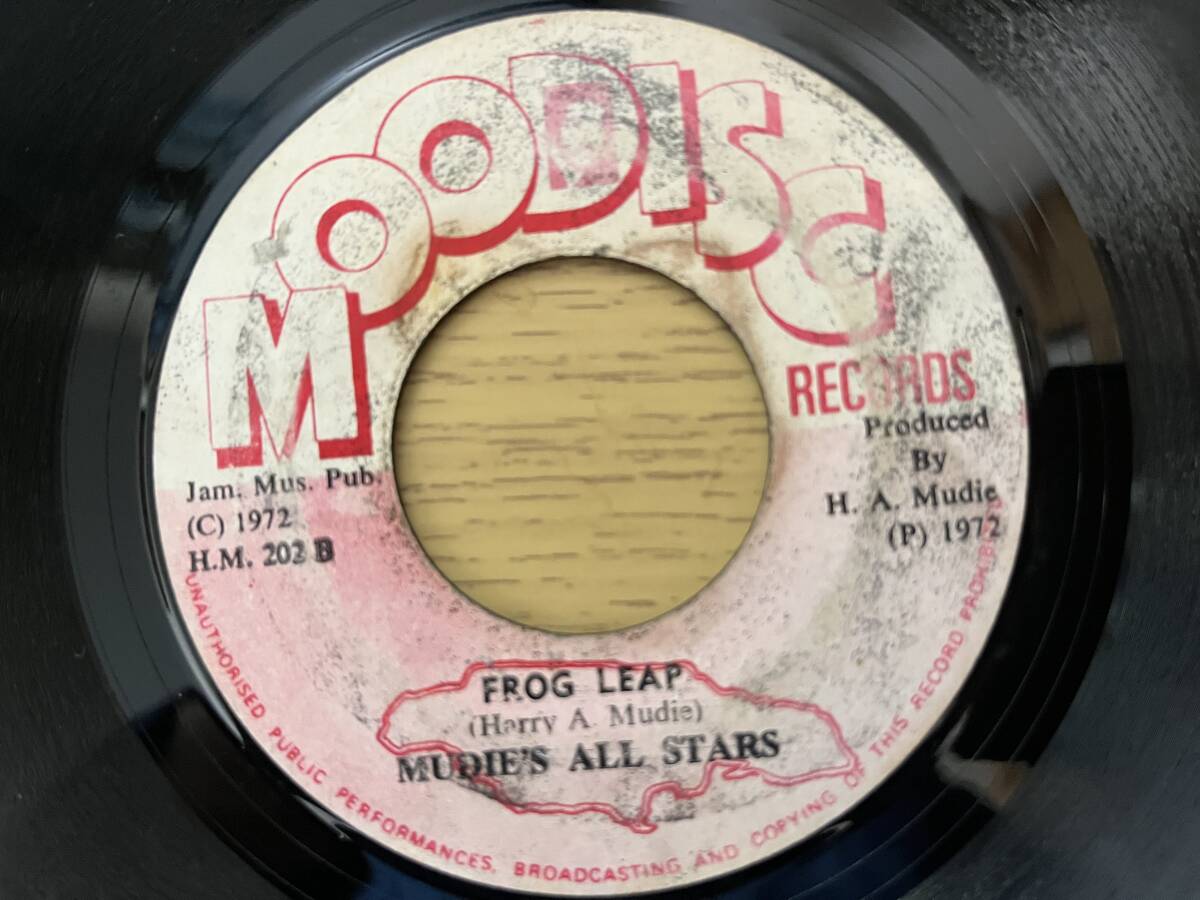 MOODISC
RECORDS
Produced
By
H. A. Mudie
(P) 1972
Jam. Mus. Pub.
(C) 1972
H.M. 202 B
FROG LEAP
(Harry A. Mudie)
MUDIE'S ALL STARS
UNAUTHORISED PUBLIC PERFORMANCES, BROADCASTING AND COPYING OF THIS RECORD PROHIBITED